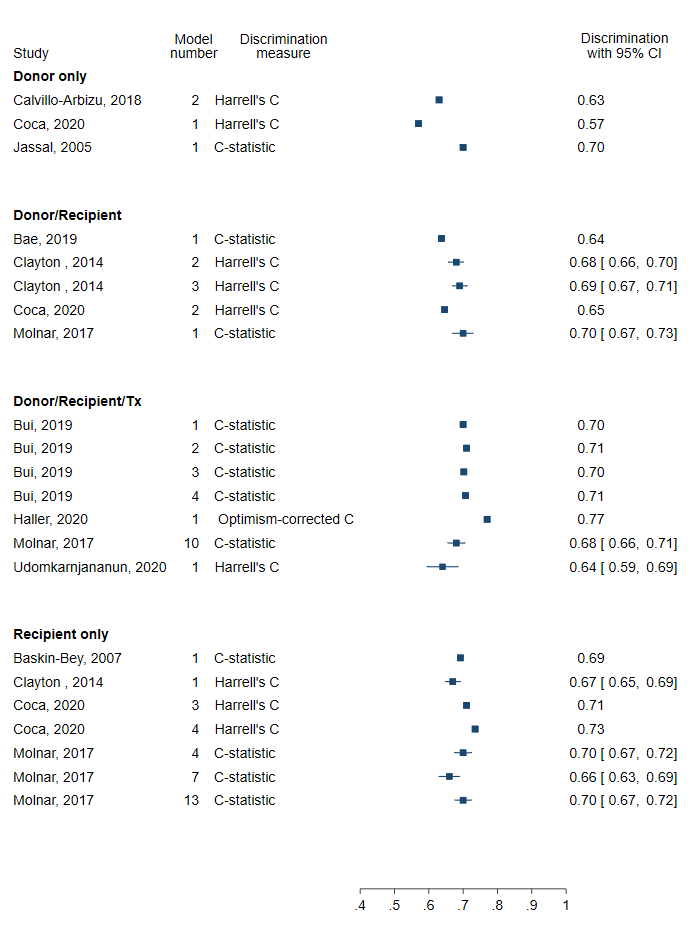 Study Model number Discrimination measure Discrimination with 95% CI
Donor only
Calvillo-Arbizu, 2018 2 Harrell's C 0.63
Coca, 2020 1 Harrell's C 0.57
Jassal, 2005 1 C-statistic 0.70
Donor/Recipient
Bae, 2019 1 C-statistic 0.64
Clayton , 2014 2 Harrell's C 0.68 [ 0.66, 0.70]
Clayton , 2014 3 Harrell's C 0.69 [ 0.67, 0.71]
Coca, 2020 2 Harrell's C 0.65
Molnar, 2017 1 C-statistic 0.70 [ 0.67, 0.73]
Donor/Recipient/Tx
Bui, 2019 1 C-statistic 0.70
Bui, 2019 2 C-statistic 0.71
Bui, 2019 3 C-statistic 0.70
Bui, 2019 4 C-statistic 0.71
Haller, 2020 1 Optimism-corrected C 0.77
Molnar, 2017 10 C-statistic 0.68 [ 0.66, 0.71]
Udomkarnjananun, 2020 1 Harrell's C 0.64 [ 0.59, 0.69]
Recipient only
Baskin-Bey, 2007 1 C-statistic 0.69
Clayton , 2014 1 Harrell's C 0.67 [ 0.65, 0.69]
Coca, 2020 3 Harrell's C 0.71
Coca, 2020 4 Harrell's C 0.73
Molnar, 2017 4 C-statistic 0.70 [ 0.67, 0.72]
Molnar, 2017 7 C-statistic 0.66 [ 0.63, 0.69]
Molnar, 2017 13 C-statistic 0.70 [ 0.67, 0.72]
.4 .5 .6 .7 .8 .9 1